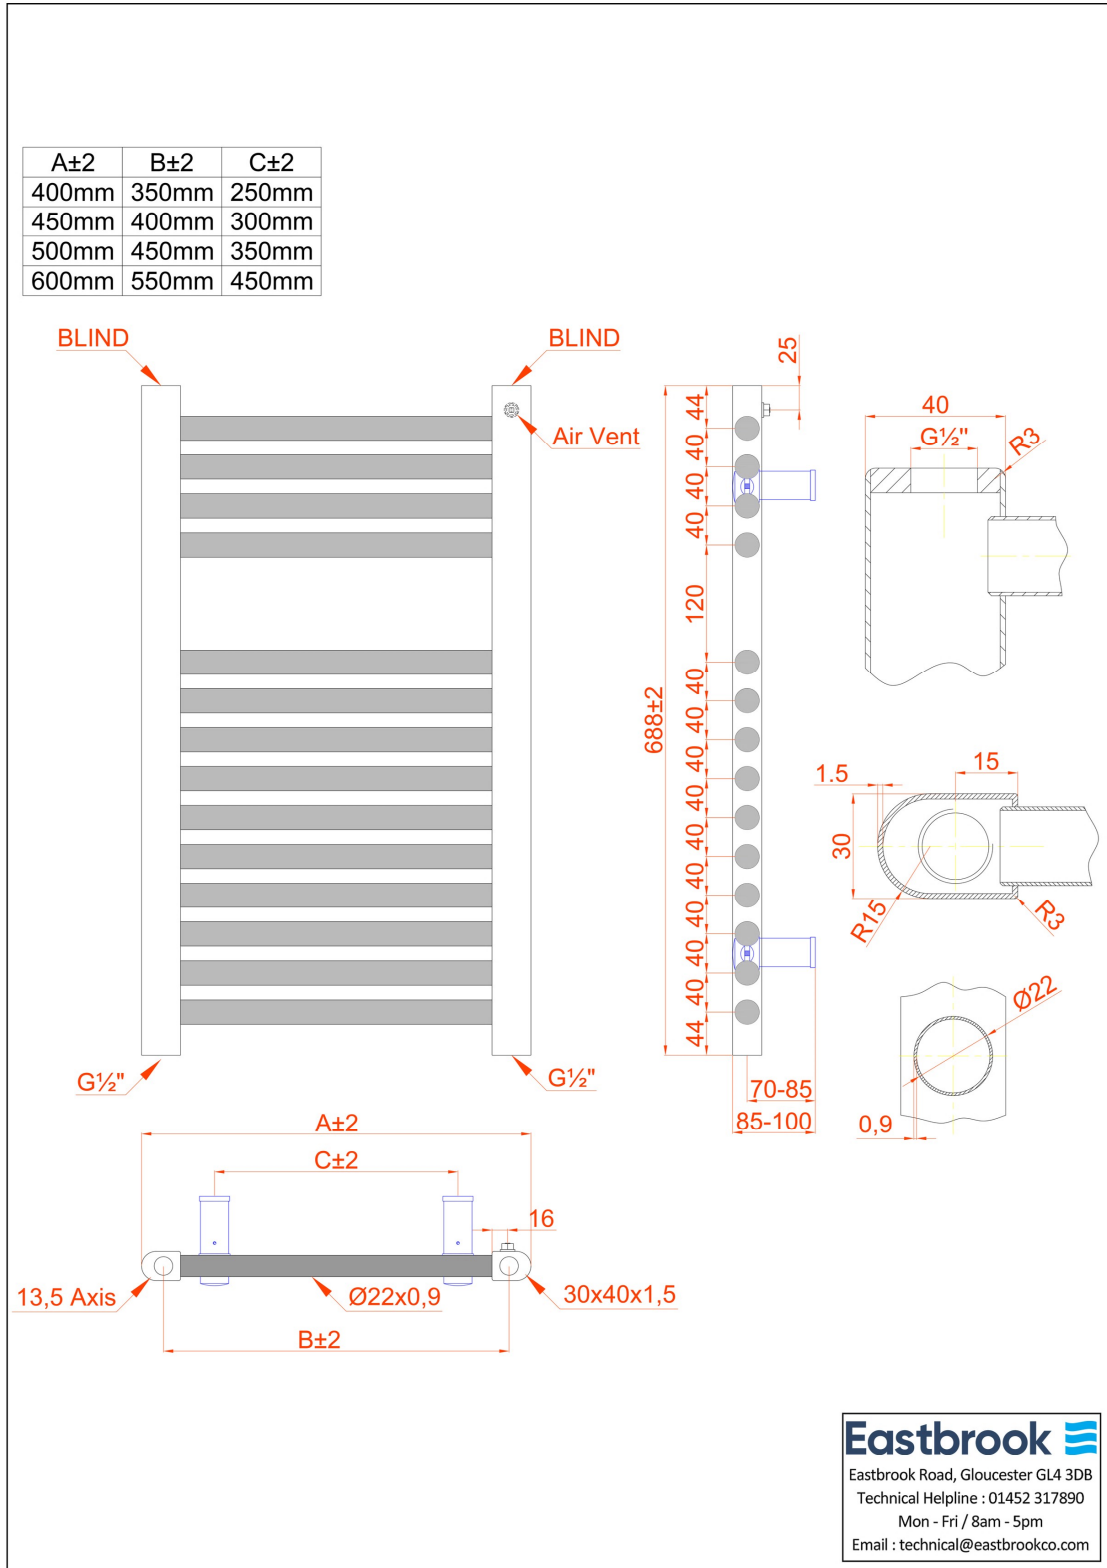 A±2 B±2 C±2
400mm 350mm 250mm
450mm 400mm 300mm
500mm 450mm 350mm
600mm 550mm 450mm
BLIND
BLIND
Air Vent
G½"
G½"
25
44
40
40
40
120
40
40
40
40
40
40
40
40
40
44
688±2
70-85
85-100
40
G½"
R3
1.5
15
30
R15
R3
Ø22
0,9
A±2
C±2
16
13,5 Axis
Ø22x0,9
30x40x1,5
B±2
Eastbrook
Eastbrook Road, Gloucester GL4 3DB
Technical Helpline : 01452 317890
Mon - Fri / 8am - 5pm
Email : technical@eastbrookco.com